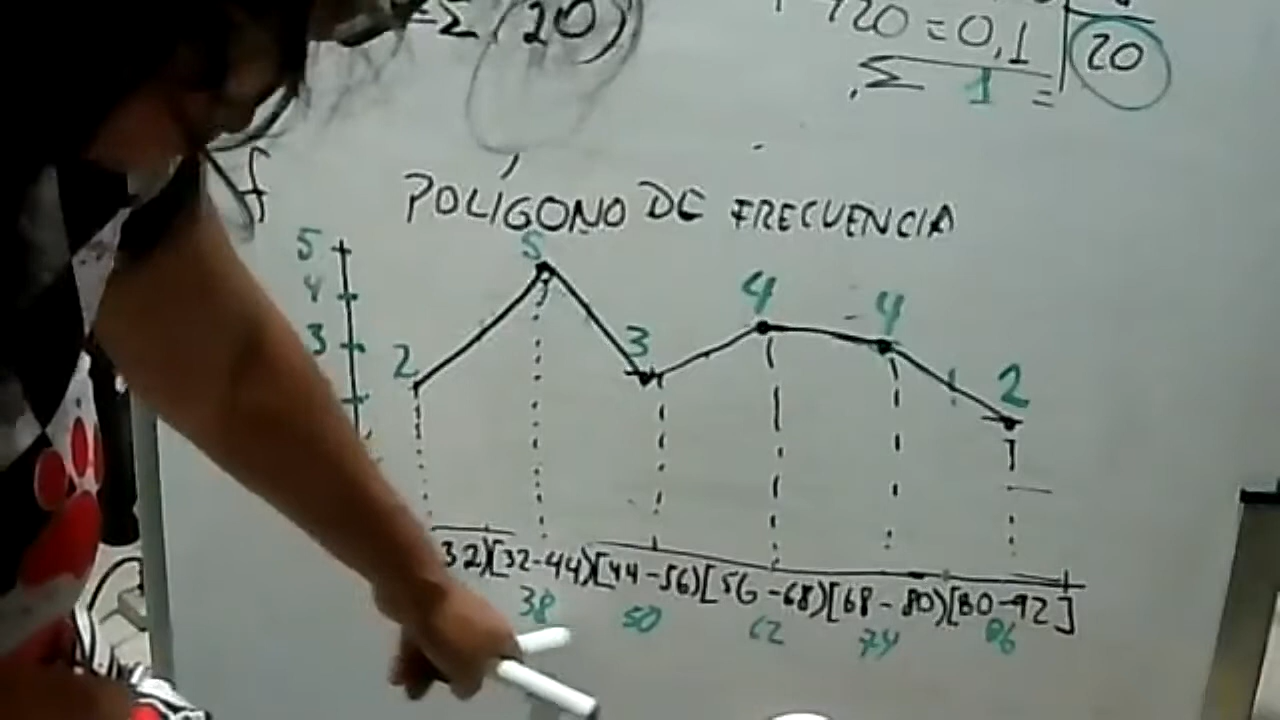 =Σ (20)
720 = 0,1
Σ 1 =
20
f
POLÍGONO DE FRECUENCIA
5
5
4
4
4
3
3
2
2
32)[32-44)[44-56)[56-68)[68-80)[80-92]
38 50 62 74 86